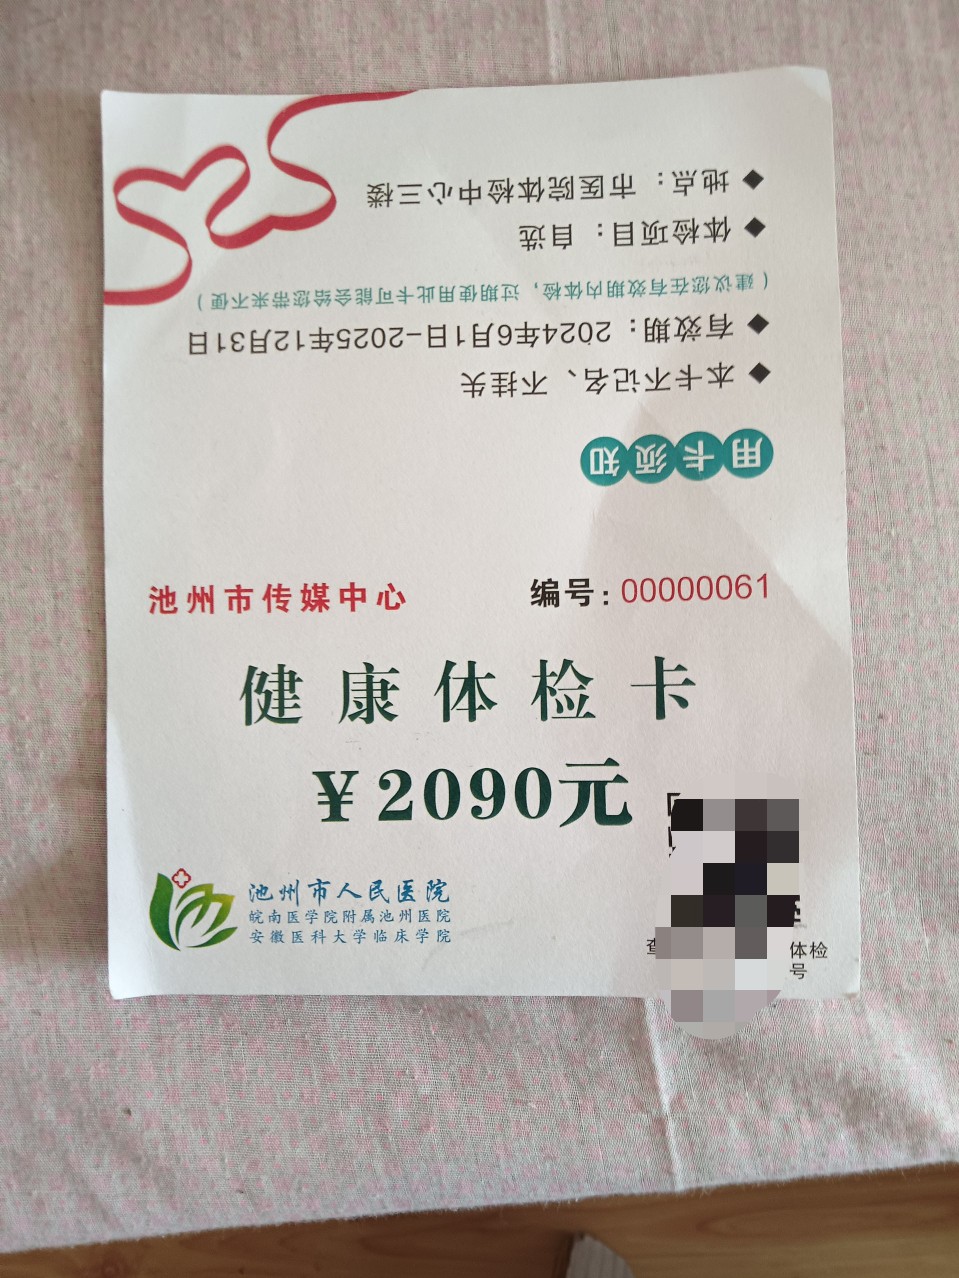 池州市传媒中心
编号：00000061
健康体检卡
￥2090元
池州市人民医院
皖南医学院附属池州医院
安徽医科大学临床学院
体检
号
用卡须知
◆ 本卡不记名、不挂失
◆ 有效期：2024年6月1日-2025年12月31日
（建议您在有效期内体检，过期使用此卡可能会给您带来不便）
◆ 体检项目：自选
◆ 地点：市医院体检中心三楼